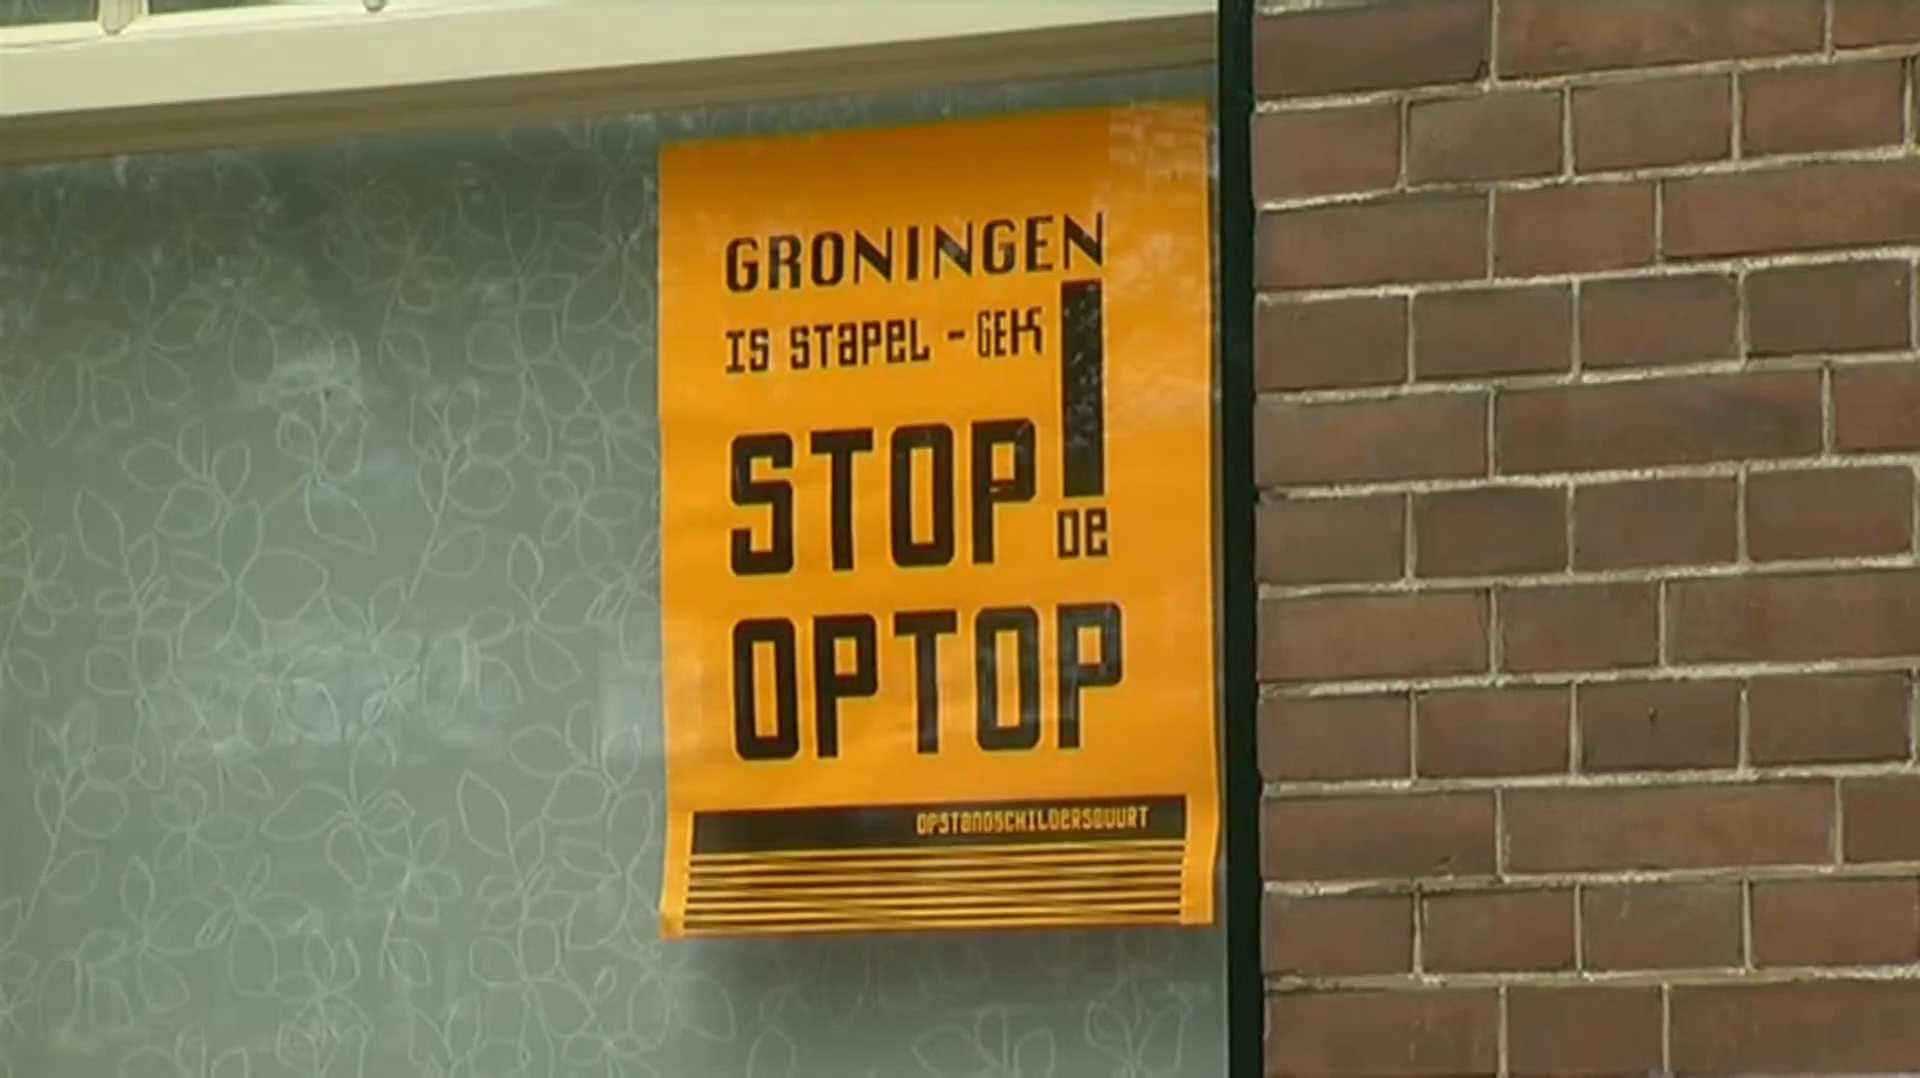 GRONINGEN
IS STAPEL - GEK!
STOP DE
OPTOP
OPSTANDSCHILDERSBUURT